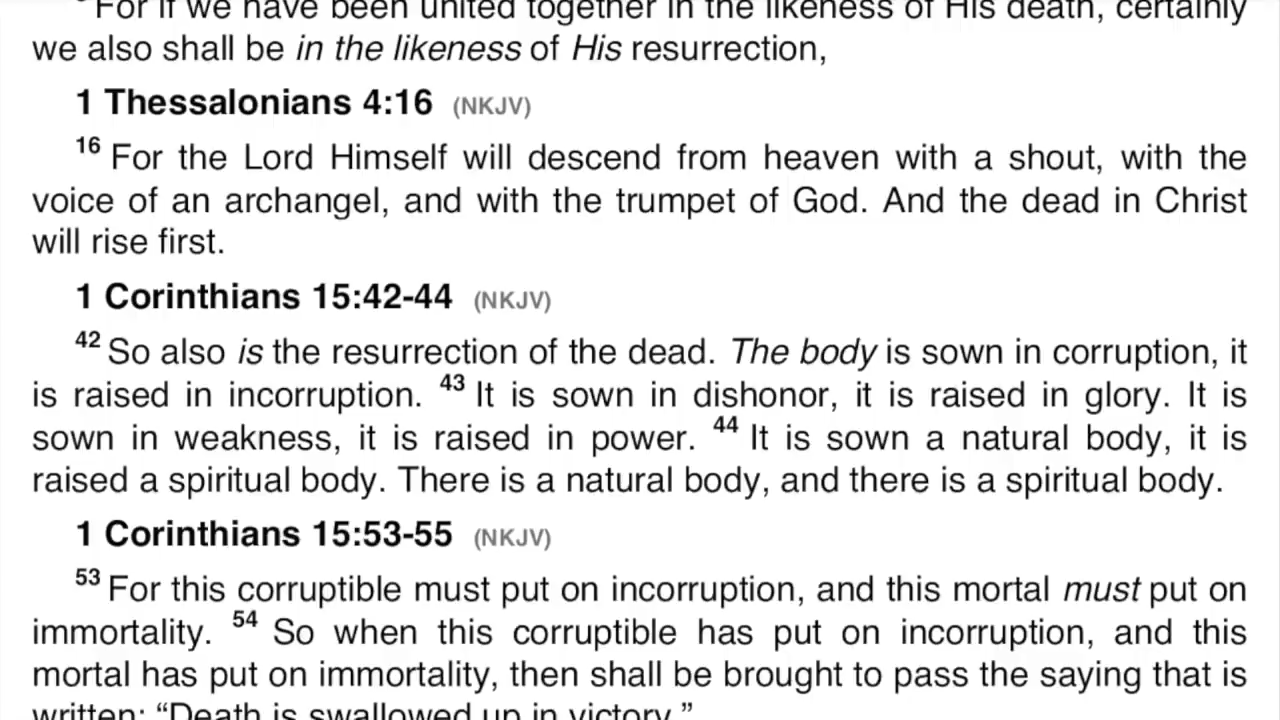 For if we have been united together in the likeness of His death, certainly
we also shall be in the likeness of His resurrection,
1 Thessalonians 4:16 (NKJV)
16 For the Lord Himself will descend from heaven with a shout, with the
voice of an archangel, and with the trumpet of God. And the dead in Christ
will rise first.
1 Corinthians 15:42-44 (NKJV)
42 So also is the resurrection of the dead. The body is sown in corruption, it
is raised in incorruption. 43 It is sown in dishonor, it is raised in glory. It is
sown in weakness, it is raised in power. 44 It is sown a natural body, it is
raised a spiritual body. There is a natural body, and there is a spiritual body.
1 Corinthians 15:53-55 (NKJV)
53 For this corruptible must put on incorruption, and this mortal must put on
immortality. 54 So when this corruptible has put on incorruption, and this
mortal has put on immortality, then shall be brought to pass the saying that is
written: “Death is swallowed up in victory.”